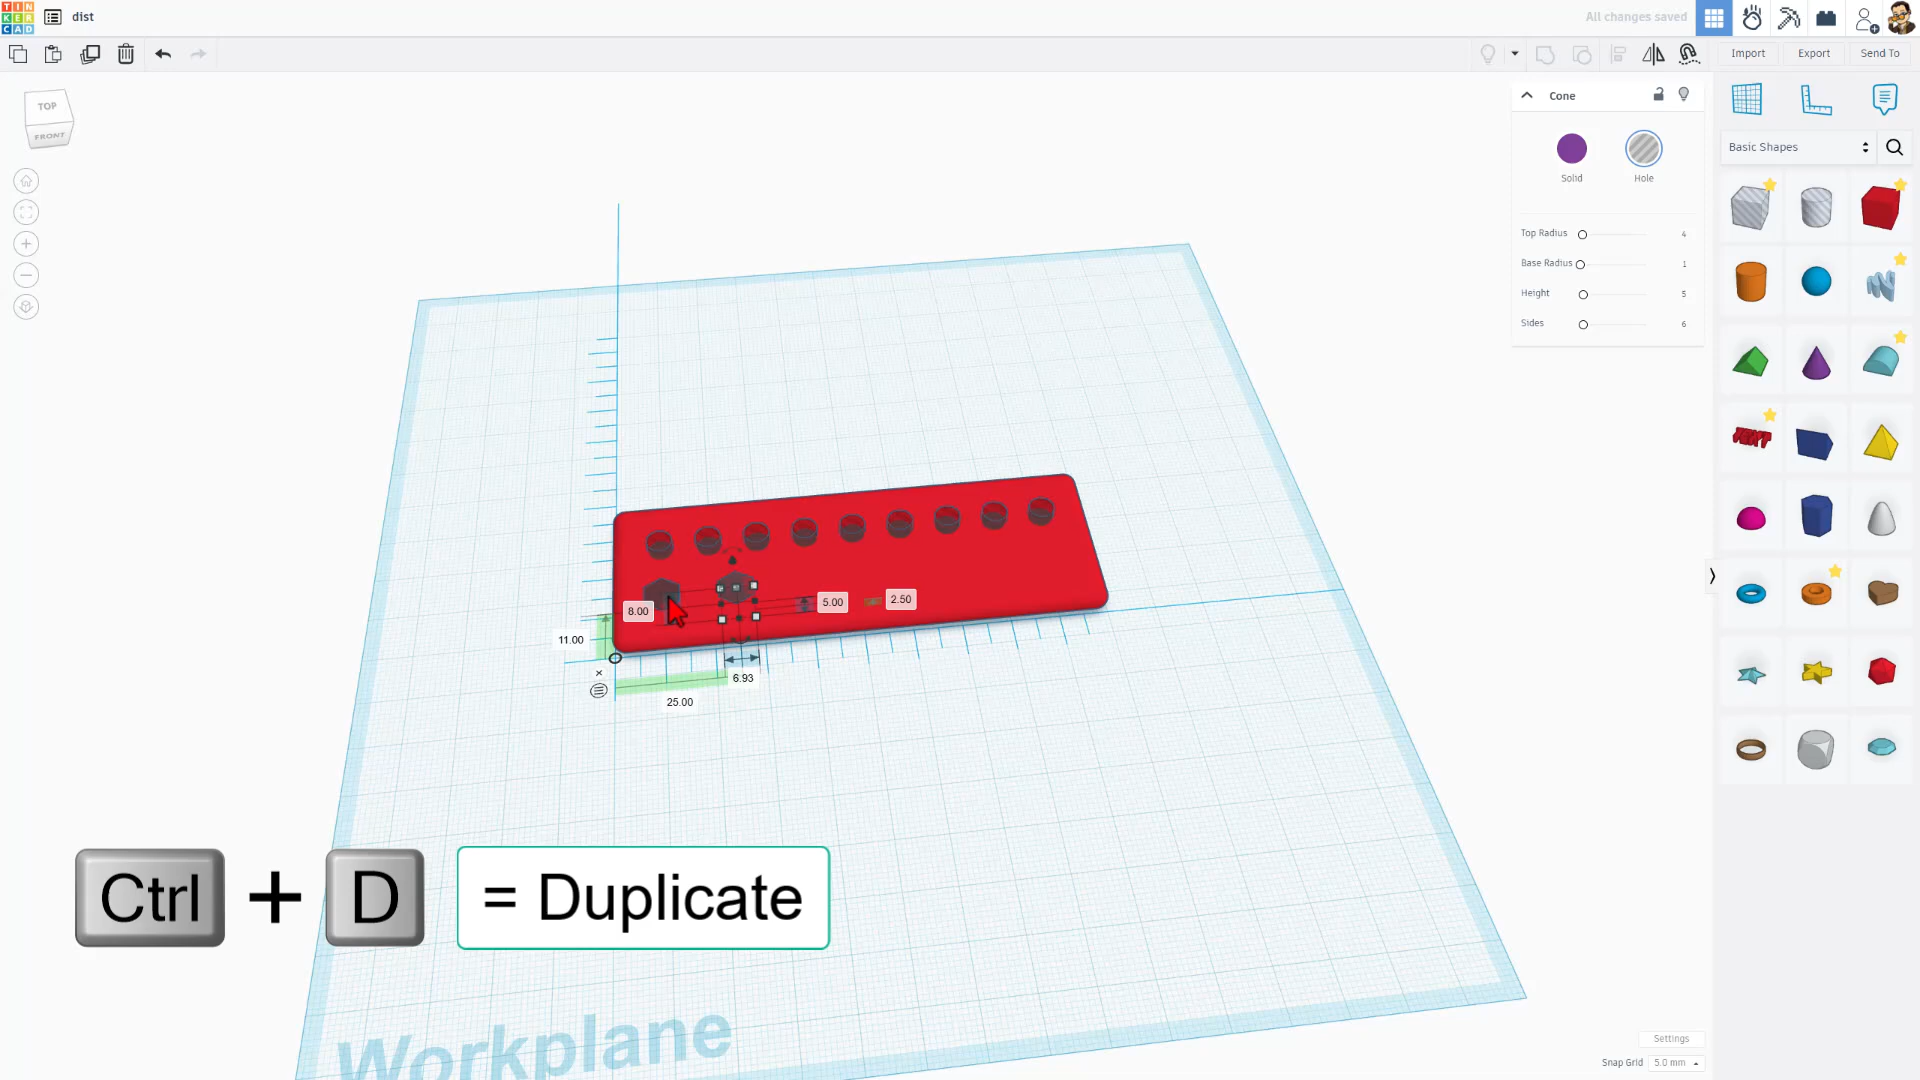 TIN
KER
CAD
dist
All changes saved
Import
Export
Send To
TOP
FRONT
Cone
Solid
Hole
Top Radius
4
Base Radius
1
Height
5
Sides
6
Basic Shapes
TEXT
8.00
5.00
2.50
11.00
6.93
25.00
Ctrl + D = Duplicate
Workplane
Settings
Snap Grid 5.0 mm